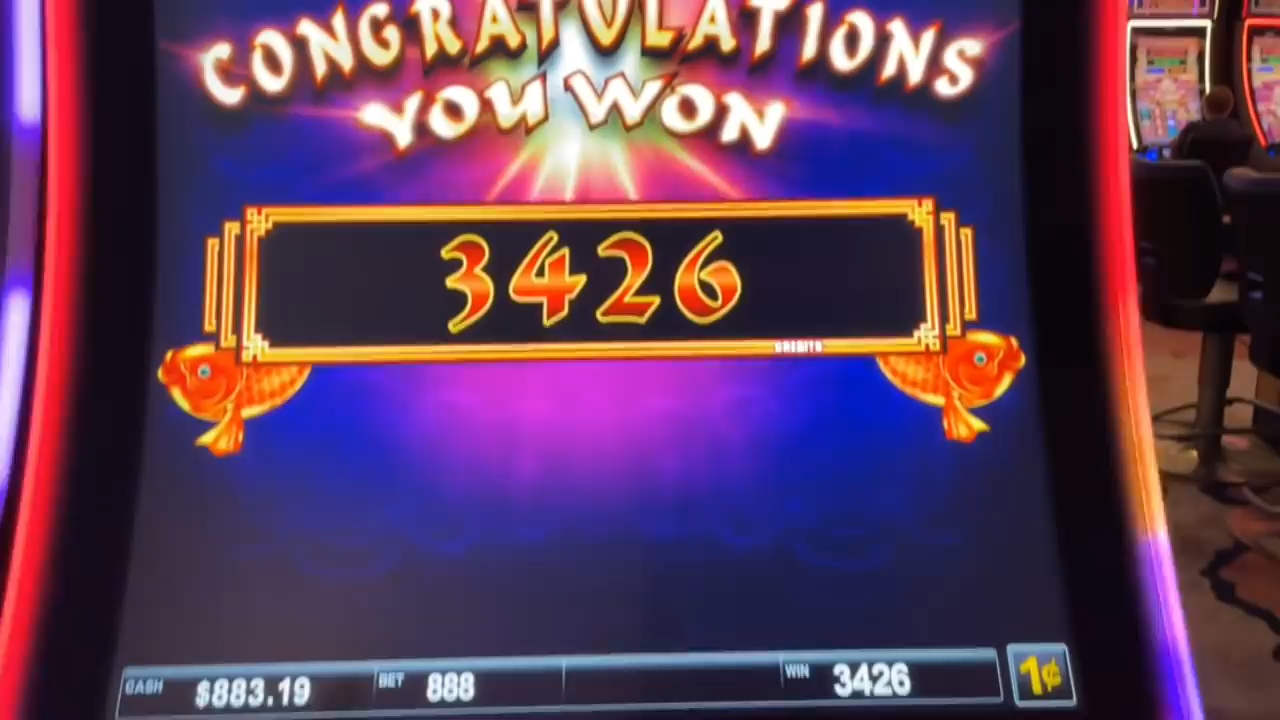 CONGRATULATIONS
YOU WON
3426
CREDITS
CASH $883.19 BET 888 WIN 3426 1¢